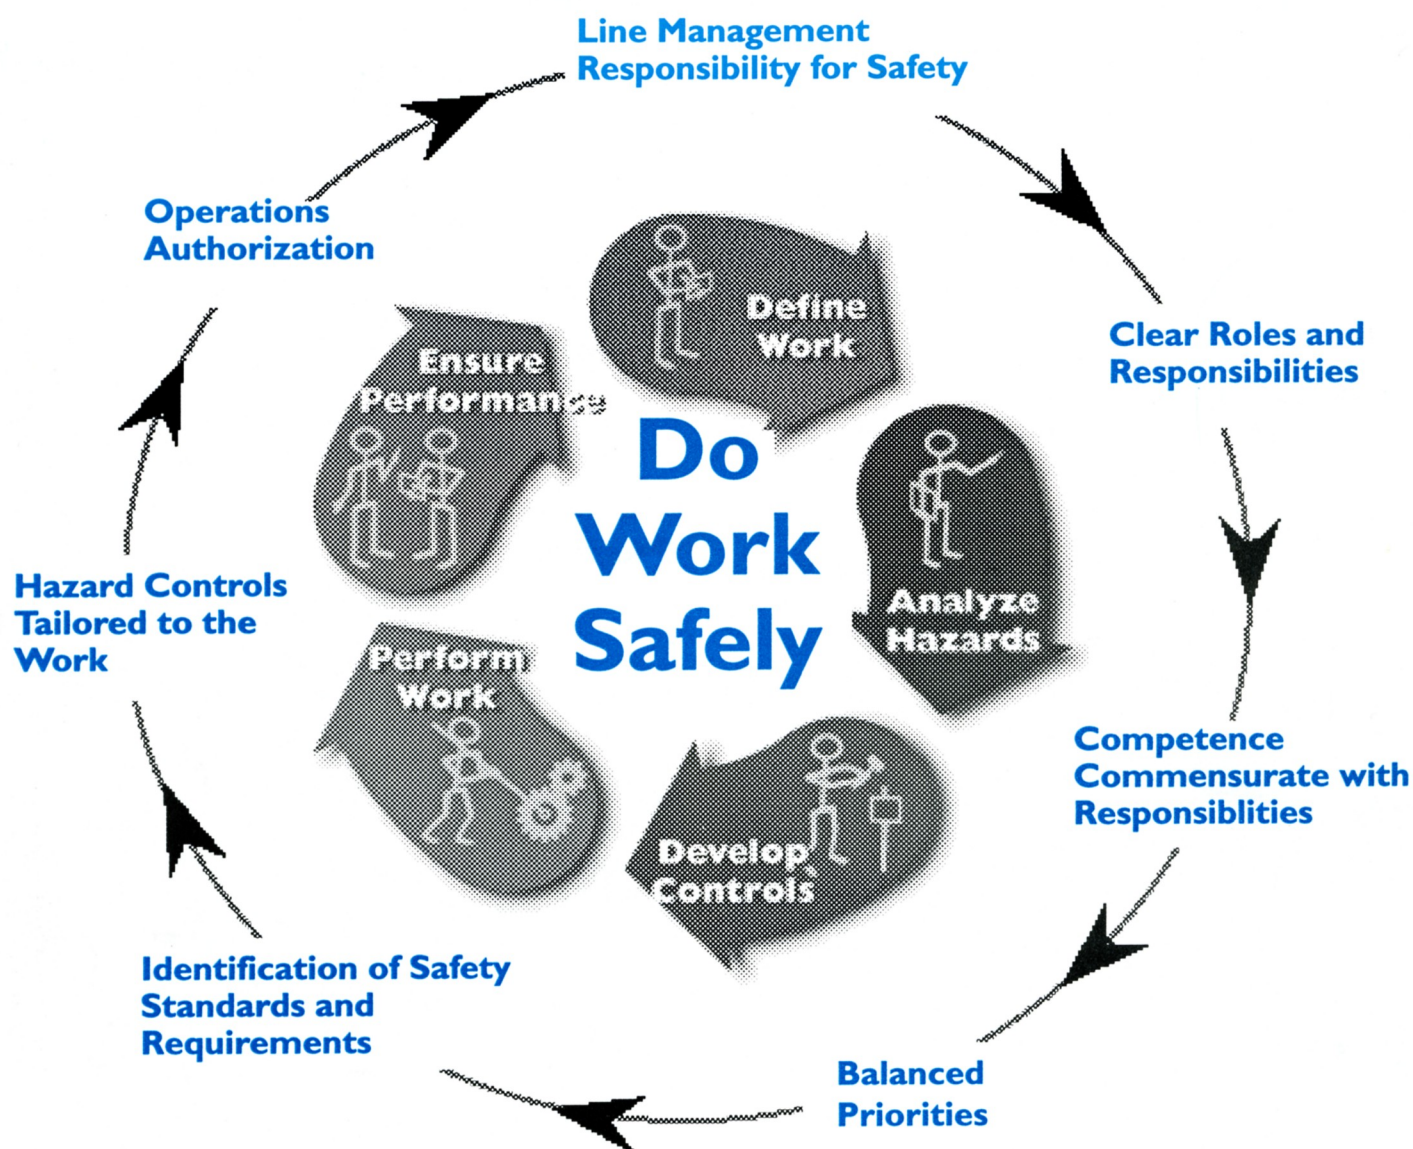 Line Management
Responsibility for Safety
Clear Roles and
Responsibilities
Competence
Commensurate with
Responsiblities
Balanced
Priorities
Identification of Safety
Standards and
Requirements
Hazard Controls
Tailored to the
Work
Operations
Authorization
Define
Work
Analyze
Hazards
Develop
Controls
Perform
Work
Ensure
Performance
Do
Work
Safely